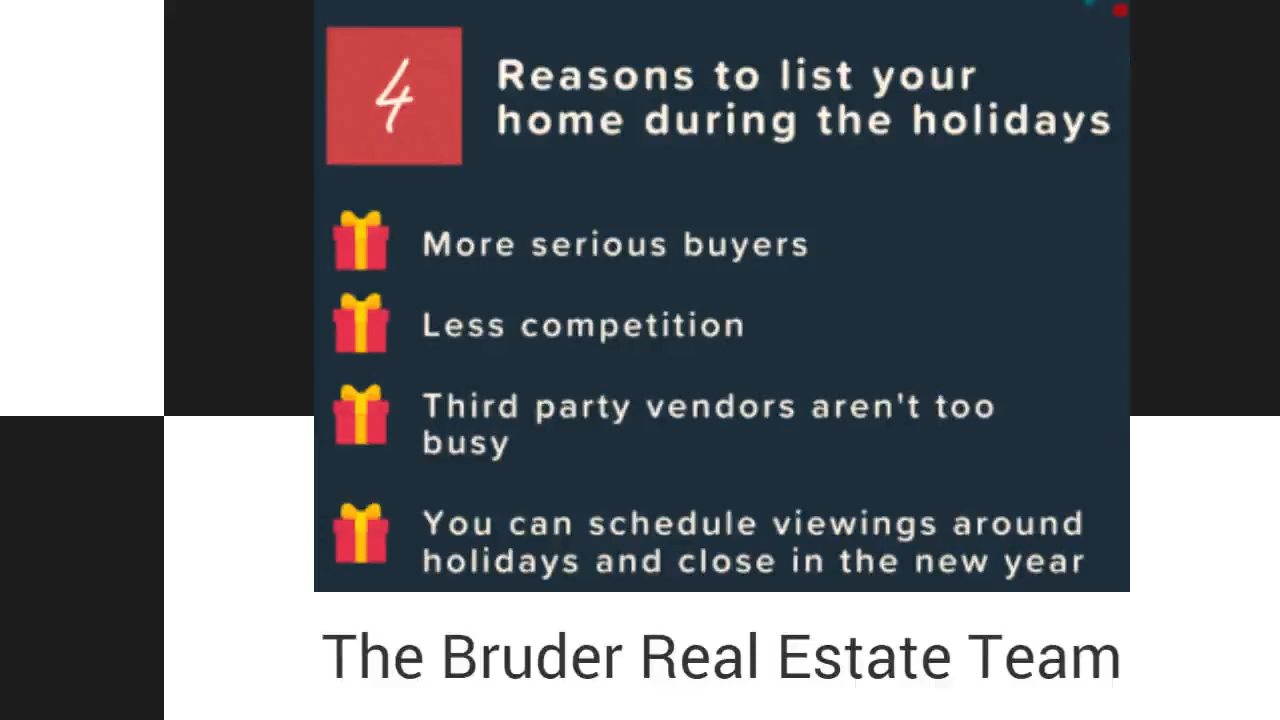 4
Reasons to list your
home during the holidays
More serious buyers
Less competition
Third party vendors aren't too
busy
You can schedule viewings around
holidays and close in the new year
The Bruder Real Estate Team